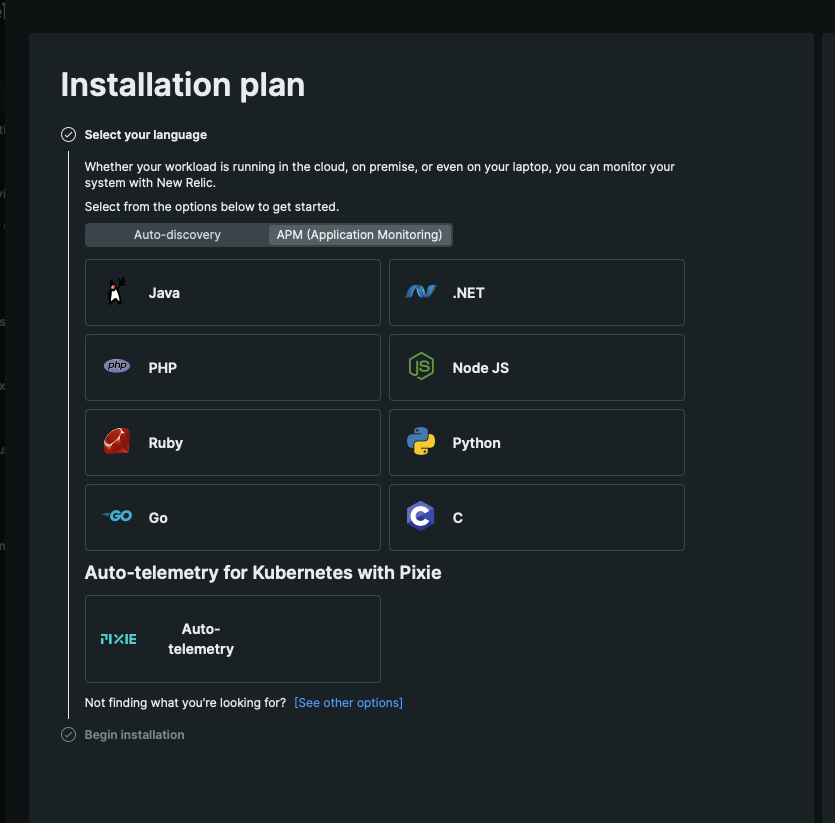 Installation plan
Select your language
Whether your workload is running in the cloud, on premise, or even on your laptop, you can monitor your
system with New Relic.
Select from the options below to get started.
Auto-discovery APM (Application Monitoring)
Java .NET
php PHP JS Node JS
Ruby Python
GO Go C C
Auto-telemetry for Kubernetes with Pixie
PIXIE Auto-
telemetry
Not finding what you're looking for? [See other options]
Begin installation